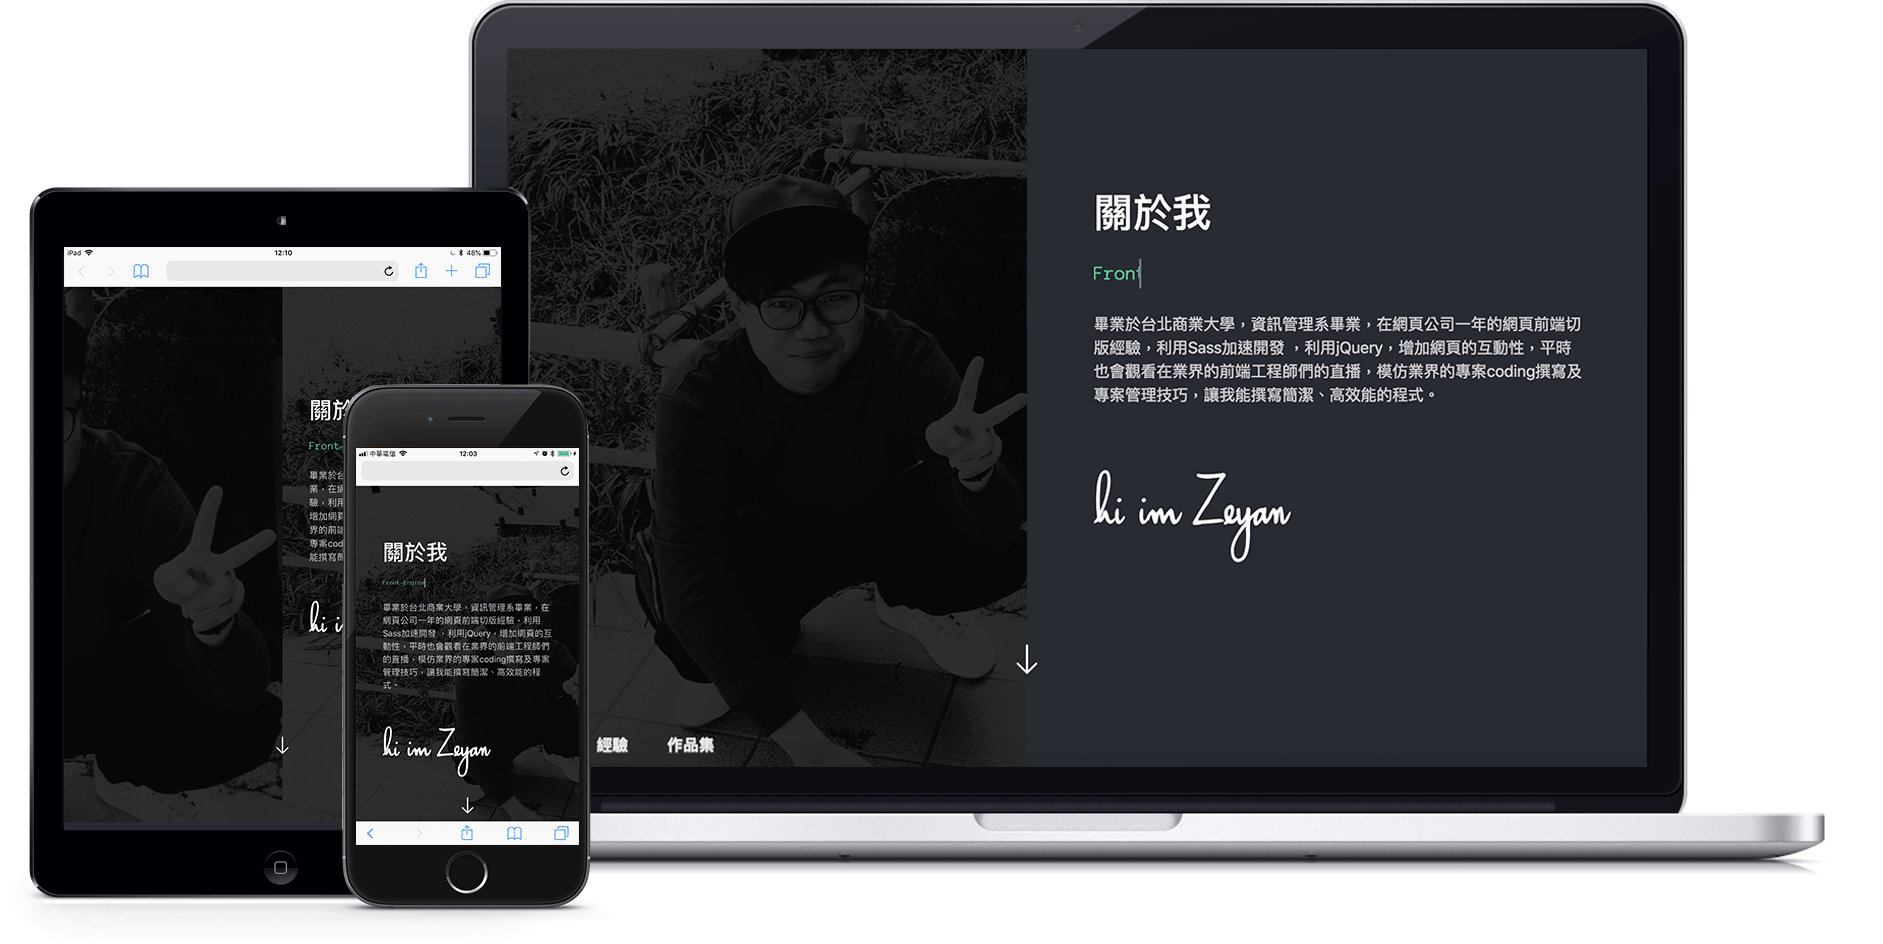 關於我
Front
畢業於台北商業大學，資訊管理系畢業，在網頁公司一年的網頁前端切
版經驗，利用Sass加速開發 ，利用jQuery，增加網頁的互動性，平時
也會觀看在業界的前端工程師們的直播，模仿業界的專案coding撰寫及
專案管理技巧，讓我能撰寫簡潔、高效能的程式。
hi im Zeyan
經驗
作品集
iPad
12:10
48%
關於
Front-
畢業於台
業，在網
驗，利用
增加網頁
界的前端
專案cod
能撰寫簡
hi i
中華電信
12:03
關於我
Front-Engine
畢業於台北商業大學，資訊管理系畢業，在
網頁公司一年的網頁前端切版經驗，利用
Sass加速開發 ，利用jQuery，增加網頁的互
動性，平時也會觀看在業界的前端工程師們
的直播，模仿業界的專案coding撰寫及專案
管理技巧，讓我能撰寫簡潔、高效能的程
式。
hi im Zeyan